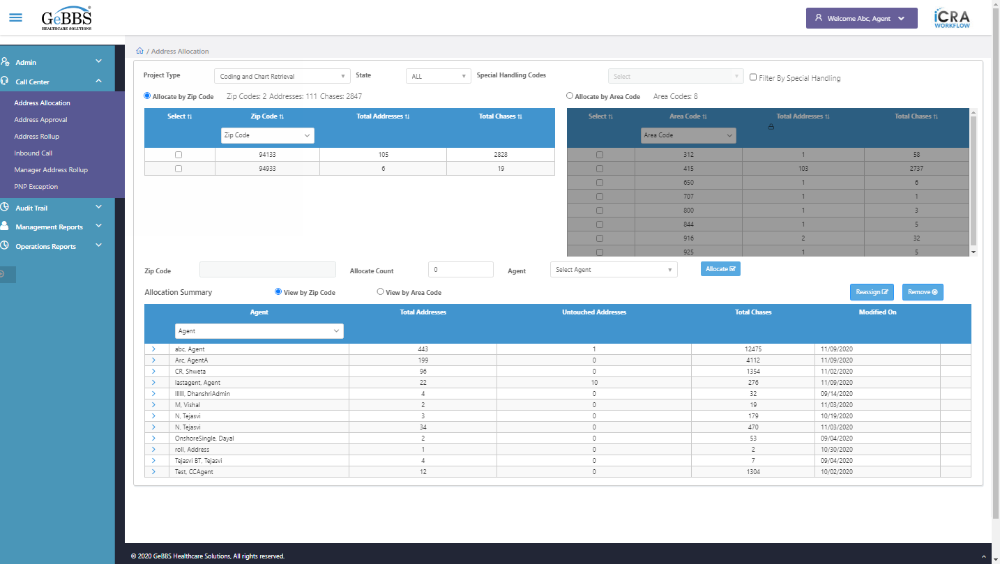 GeBBS
HEALTHCARE SOLUTIONS
Welcome Abc, Agent
iCRA
WORKFLOW
Admin
Call Center
Address Allocation
Address Approval
Address Rollup
Inbound Call
Manager Address Rollup
PNP Exception
Audit Trail
Management Reports
Operations Reports
/ Address Allocation
Project Type Coding and Chart Retrieval State ALL Special Handling Codes Select Filter By Special Handling
Allocate by Zip Code Zip Codes: 2 Addresses: 111 Chases: 2847
Select Zip Code Total Addresses Total Chases
Zip Code
94133 105 2828
94933 6 19
Allocate by Area Code Area Codes: 8
Select Area Code Total Addresses Total Chases
Area Code
312 1 58
415 103 2737
650 1 6
707 1 1
800 1 3
844 1 5
916 2 32
925 1 5
Zip Code Allocate Count 0 Agent Select Agent Allocate
Allocation Summary View by Zip Code View by Area Code Reassign Remove
Agent Total Addresses Untouched Addresses Total Chases Modified On
Agent
abc, Agent 443 1 12475 11/09/2020
Arc, AgentA 199 0 4112 11/09/2020
CR, Shweta 96 0 1354 11/02/2020
lastagent, Agent 22 10 276 11/09/2020
DhanshriAdmin 4 0 32 09/14/2020
M, Vishal 2 0 19 11/03/2020
N, Tejasvi 3 0 179 10/19/2020
N, Tejasvi 34 0 470 11/03/2020
OnshoreSingle, Dayal 2 0 53 09/04/2020
roll, Address 1 0 2 10/30/2020
Tejasvi BT, Tejasvi 4 0 7 09/04/2020
Test, CCAgent 12 0 1304 10/02/2020
© 2020 GeBBS Healthcare Solutions, All rights reserved.